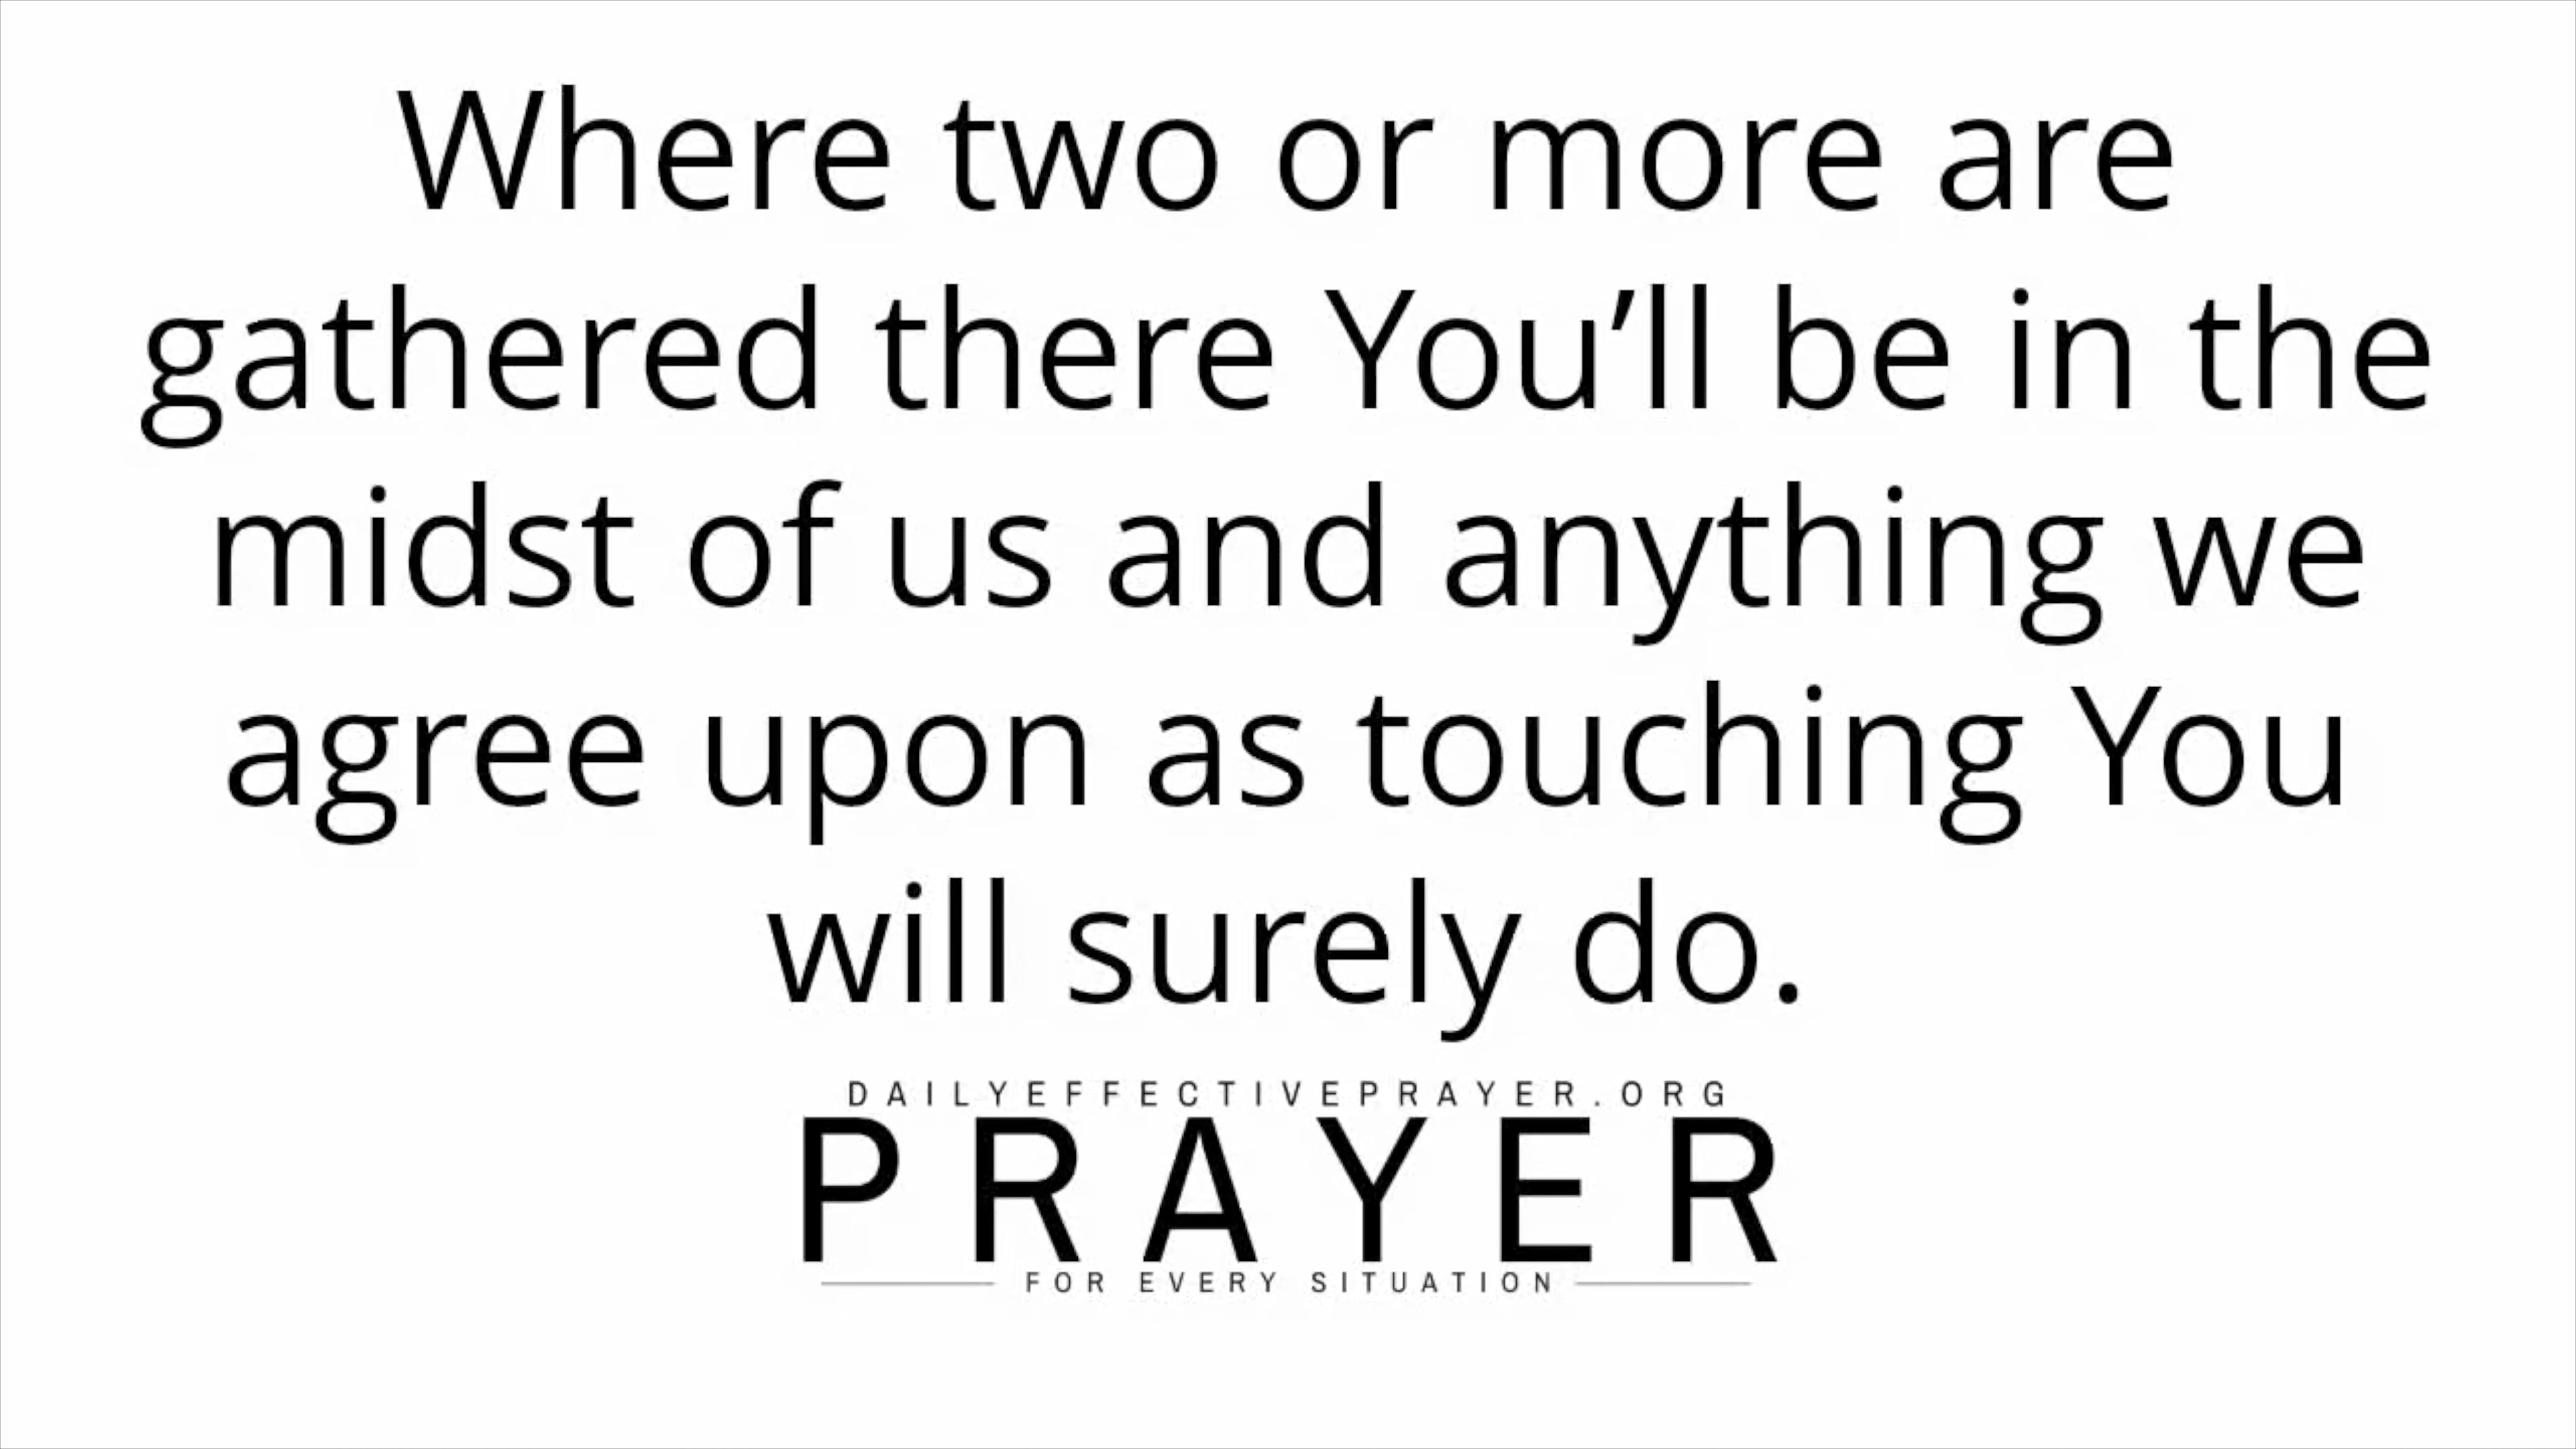 Where two or more are
gathered there You’ll be in the
midst of us and anything we
agree upon as touching You
will surely do.
DAILYEFFECTIVEPRAYER.ORG
PRAYER
FOR EVERY SITUATION